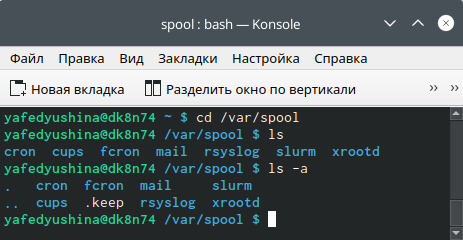 spool : bash — Konsole
Файл Правка Вид Закладки Настройка Справка
Новая вкладка Разделить окно по вертикали
yafedyushina@dk8n74 ~ $ cd /var/spool
yafedyushina@dk8n74 /var/spool $ ls
cron cups fcron mail rsyslog slurm xrootd
yafedyushina@dk8n74 /var/spool $ ls -a
. cron fcron mail slurm
.. cups .keep rsyslog xrootd
yafedyushina@dk8n74 /var/spool $